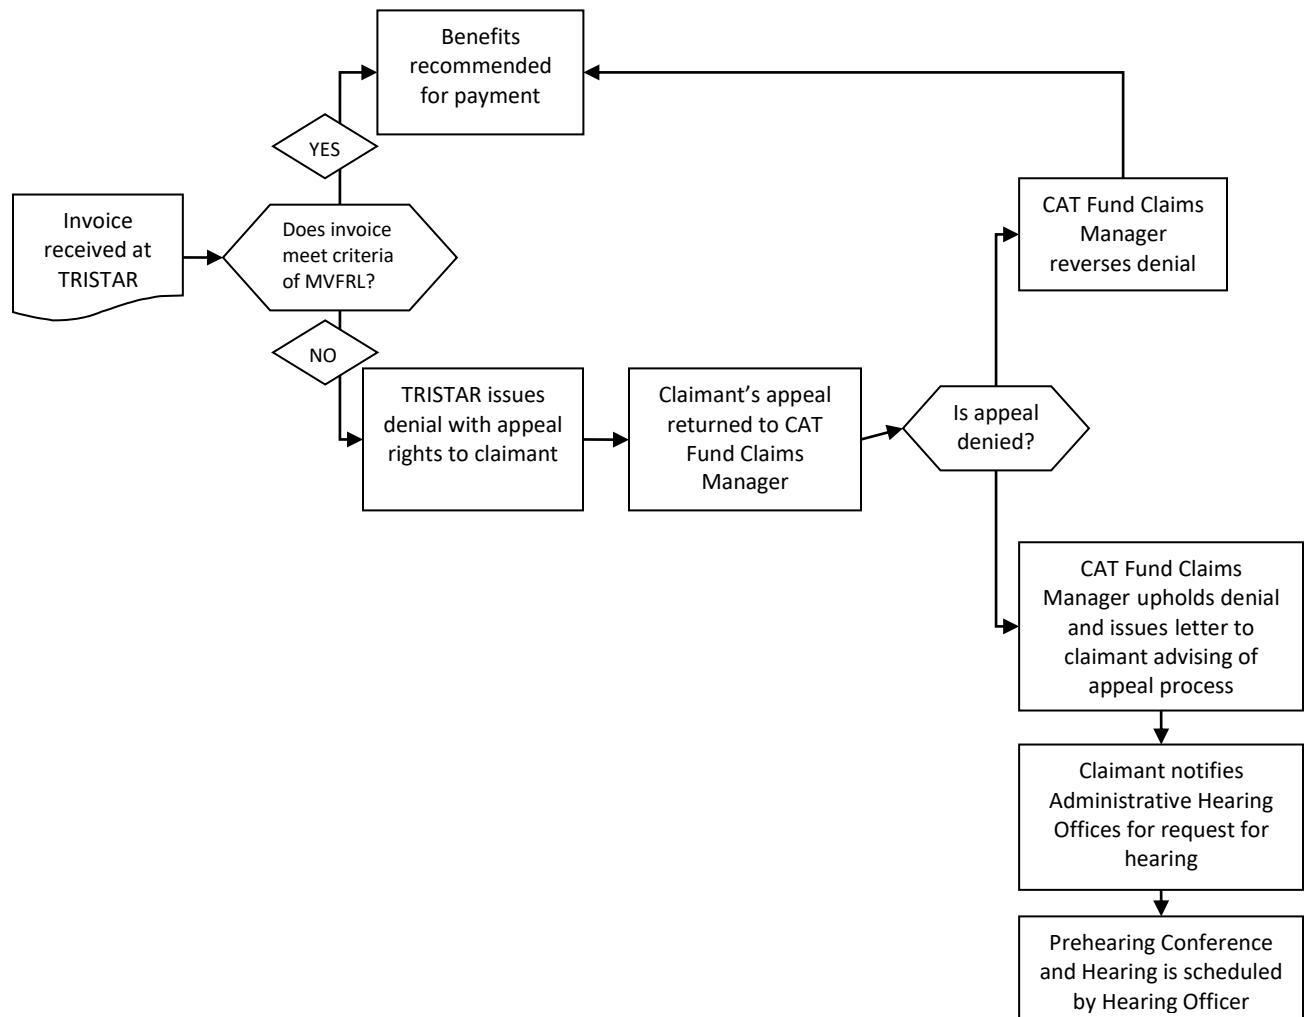 Benefits
recommended
for payment
YES
Invoice
received at
TRISTAR
Does invoice
meet criteria
of MVFRL?
CAT Fund Claims
Manager
reverses denial
NO
TRISTAR issues
denial with appeal
rights to claimant
Claimant’s appeal
returned to CAT
Fund Claims
Manager
Is appeal
denied?
CAT Fund Claims
Manager upholds denial
and issues letter to
claimant advising of
appeal process
Claimant notifies
Administrative Hearing
Offices for request for
hearing
Prehearing Conference
and Hearing is scheduled
by Hearing Officer